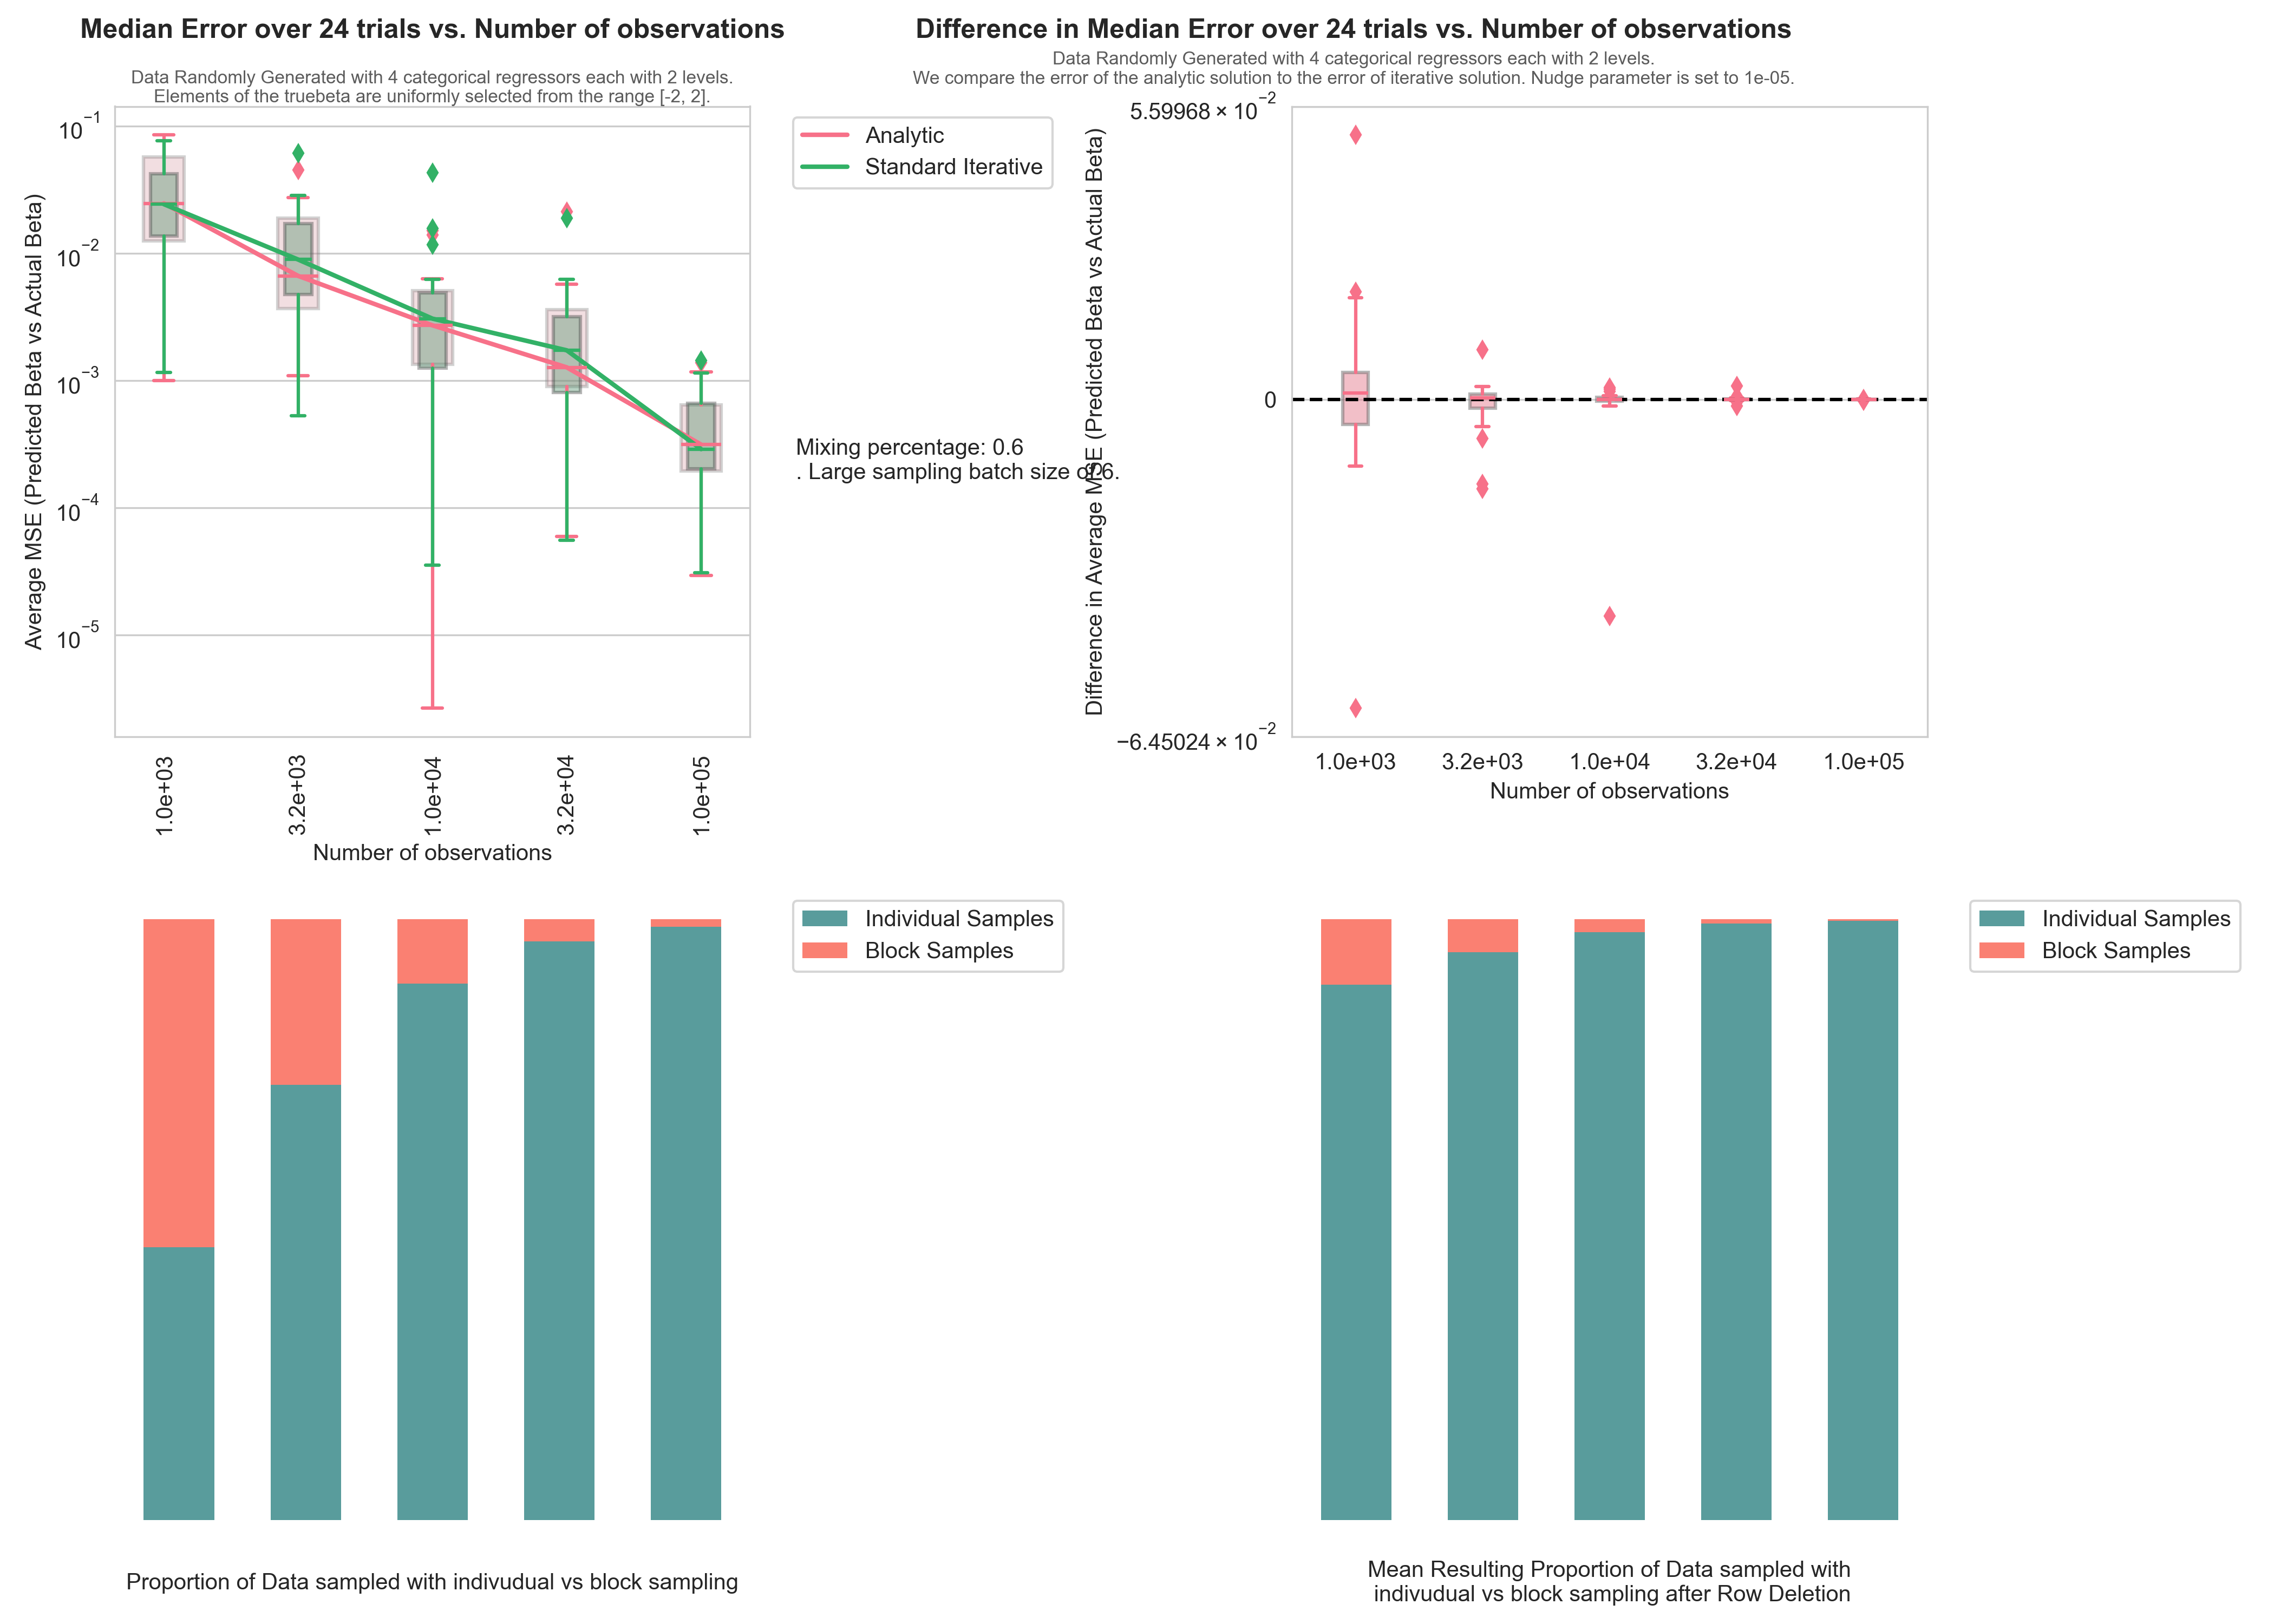 Median Error over 24 trials vs. Number of observations
Data Randomly Generated with 4 categorical regressors each with 2 levels.
Elements of the truebeta are uniformly selected from the range [-2, 2].
Average MSE (Predicted Beta vs Actual Beta)
10⁻¹
10⁻²
10⁻³
10⁻⁴
10⁻⁵
1.0e+03
3.2e+03
1.0e+04
3.2e+04
1.0e+05
Number of observations
Analytic
Standard Iterative
Mixing percentage: 0.6
. Large sampling batch size of 6.
Difference in Median Error over 24 trials vs. Number of observations
Data Randomly Generated with 4 categorical regressors each with 2 levels.
We compare the error of the analytic solution to the error of iterative solution. Nudge parameter is set to 1e-05.
Difference in Average MSE (Predicted Beta vs Actual Beta)
5.59968 × 10⁻²
0
−6.45024 × 10⁻²
1.0e+03 3.2e+03 1.0e+04 3.2e+04 1.0e+05
Number of observations
Individual Samples
Block Samples
Proportion of Data sampled with indivudual vs block sampling
Individual Samples
Block Samples
Mean Resulting Proportion of Data sampled with
indivudual vs block sampling after Row Deletion